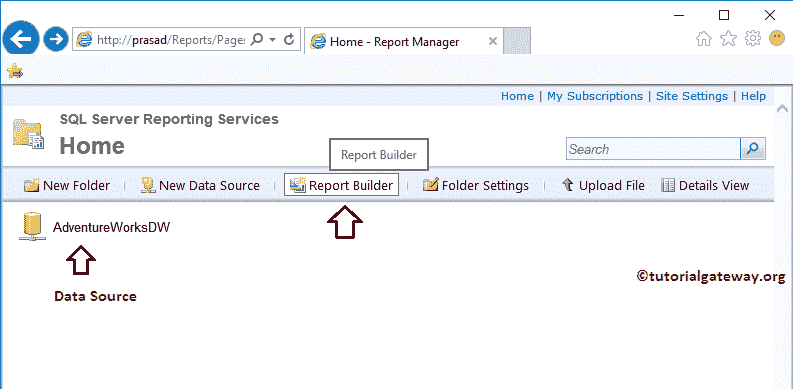 http://prasad/Reports/Page:
Home - Report Manager
Home | My Subscriptions | Site Settings | Help
SQL Server Reporting Services
Home
Report Builder
Search
New Folder
New Data Source
Report Builder
Folder Settings
Upload File
Details View
AdventureWorksDW
©tutorialgateway.org
Data Source